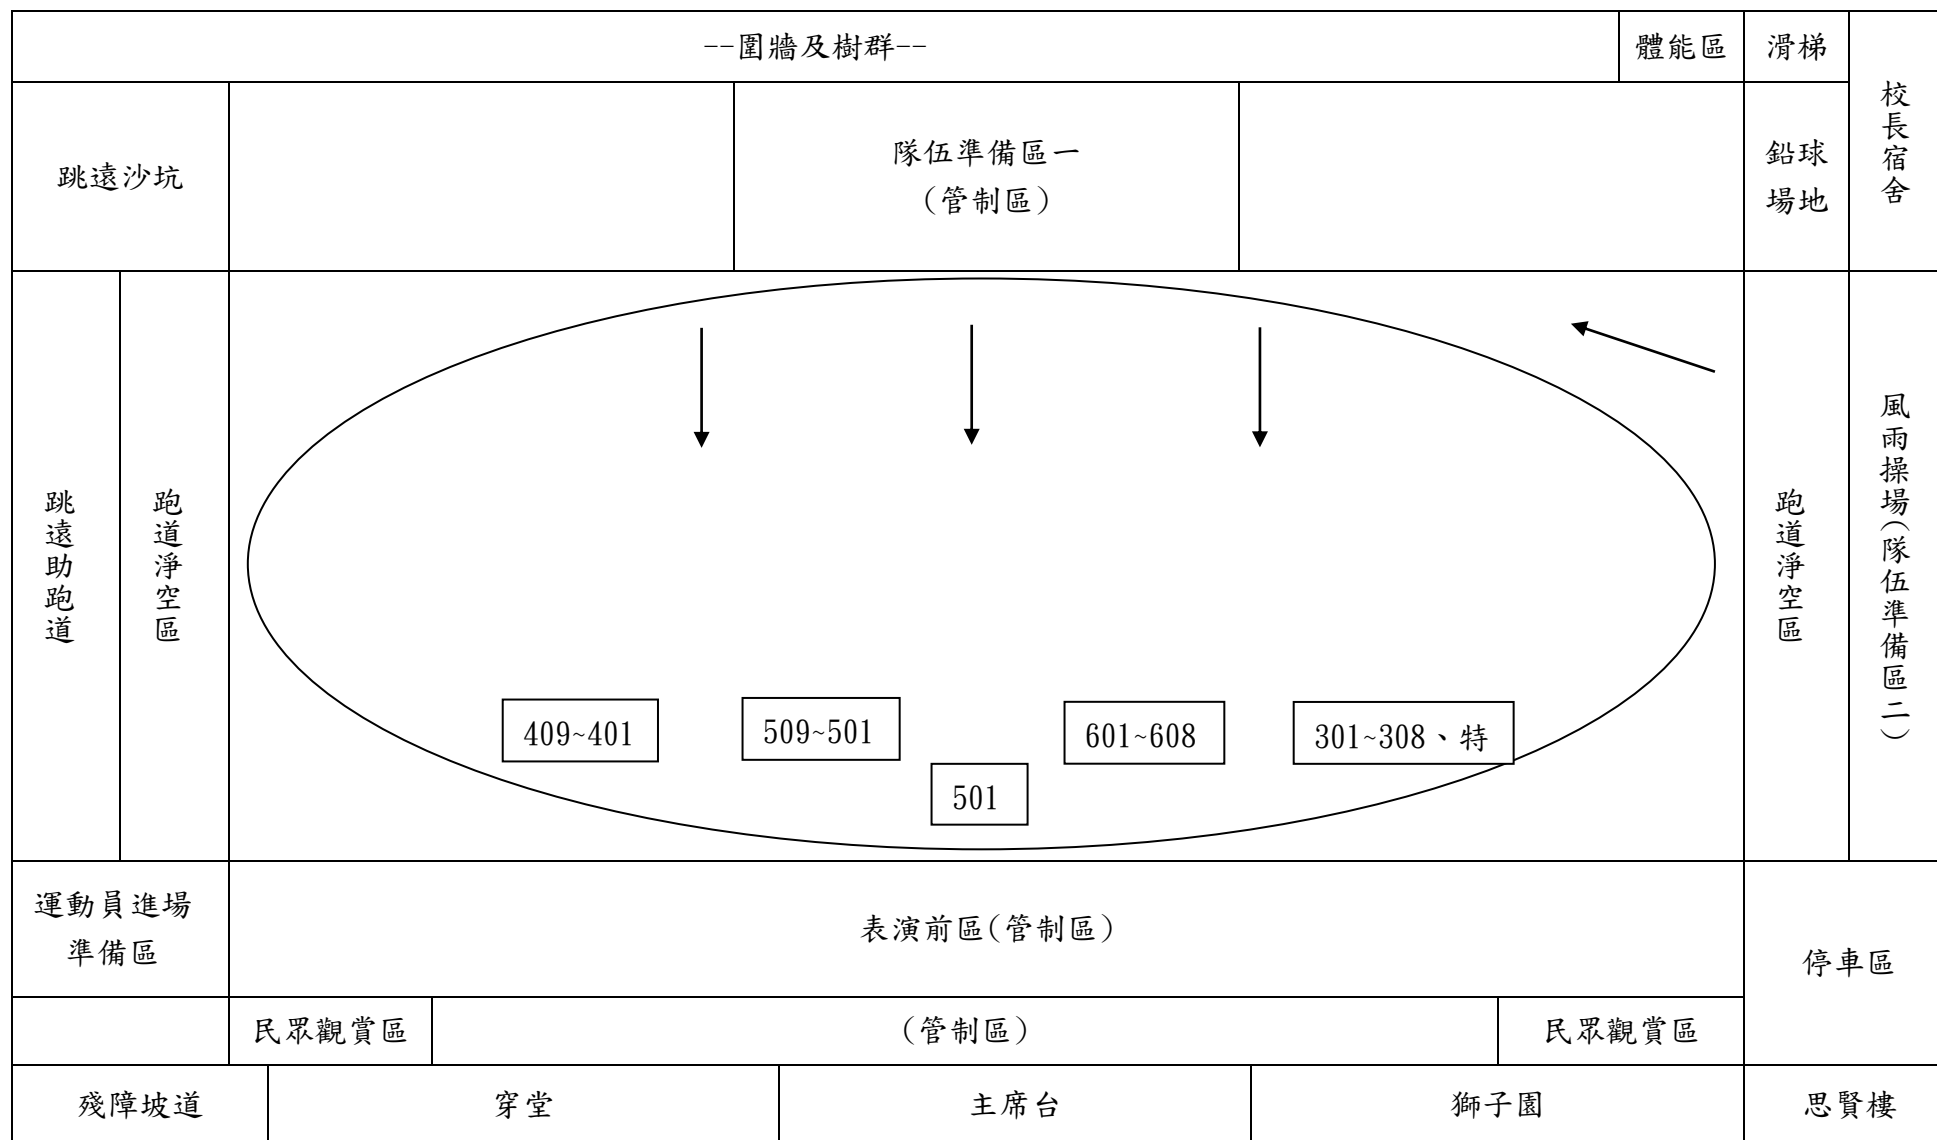 --圍牆及樹群--
體能區
滑梯
校長宿舍
跳遠沙坑
隊伍準備區一
(管制區)
鉛球
場地
跳遠助跑道
跑道淨空區
409~401
509~501
601~608
301~308、特
501
跑道淨空區
風雨操場(隊伍準備區二)
運動員進場
準備區
表演前區(管制區)
停車區
民眾觀賞區
(管制區)
民眾觀賞區
殘障坡道
穿堂
主席台
獅子園
思賢樓